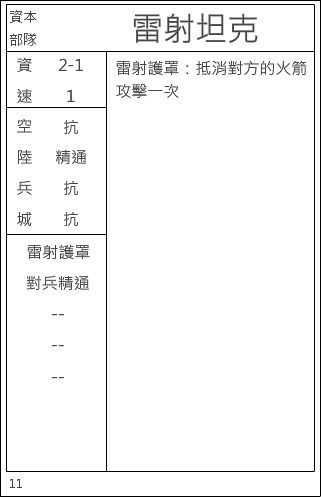 資本
部隊
雷射坦克
資 2-1
速 1
空 抗
陸 精通
兵 抗
城 抗
雷射護罩
對兵精通
--
--
--
雷射護罩：抵消對方的火箭
攻擊一次
11